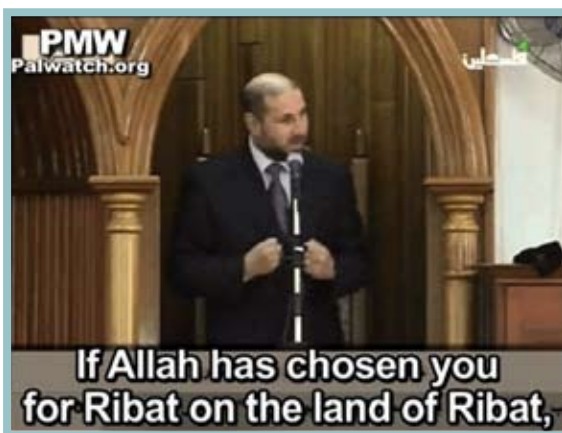 PMW
Palwatch.org
فلسطين
If Allah has chosen you
for Ribat on the land of Ribat,